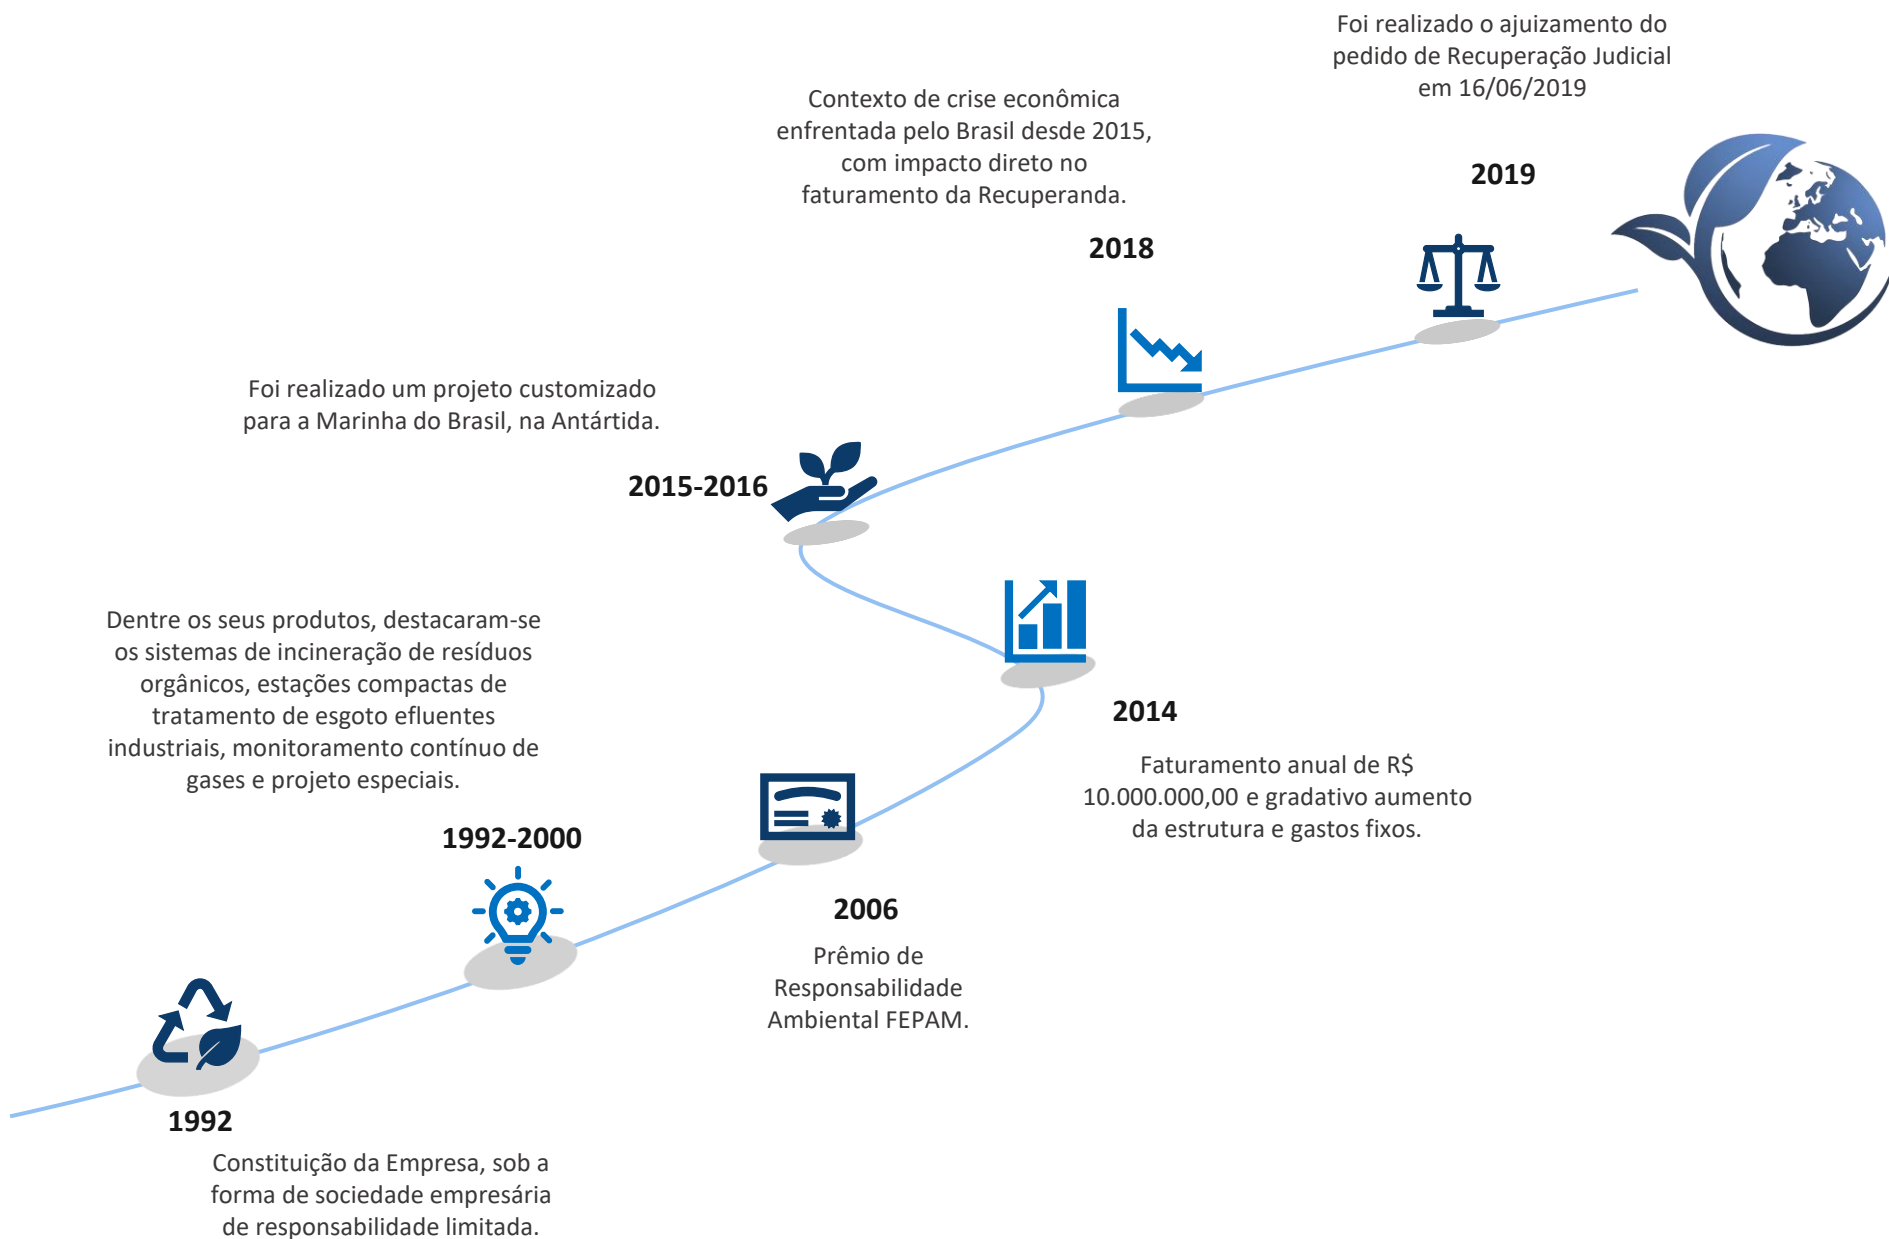 Foi realizado o ajuizamento do
pedido de Recuperação Judicial
em 16/06/2019
2019
Contexto de crise econômica
enfrentada pelo Brasil desde 2015,
com impacto direto no
faturamento da Recuperanda.
2018
Foi realizado um projeto customizado
para a Marinha do Brasil, na Antártida.
2015-2016
Dentre os seus produtos, destacaram-se
os sistemas de incineração de resíduos
orgânicos, estações compactas de
tratamento de esgoto efluentes
industriais, monitoramento contínuo de
gases e projeto especiais.
1992-2000
2014
Faturamento anual de R$
10.000.000,00 e gradativo aumento
da estrutura e gastos fixos.
2006
Prêmio de
Responsabilidade
Ambiental FEPAM.
1992
Constituição da Empresa, sob a
forma de sociedade empresária
de responsabilidade limitada.